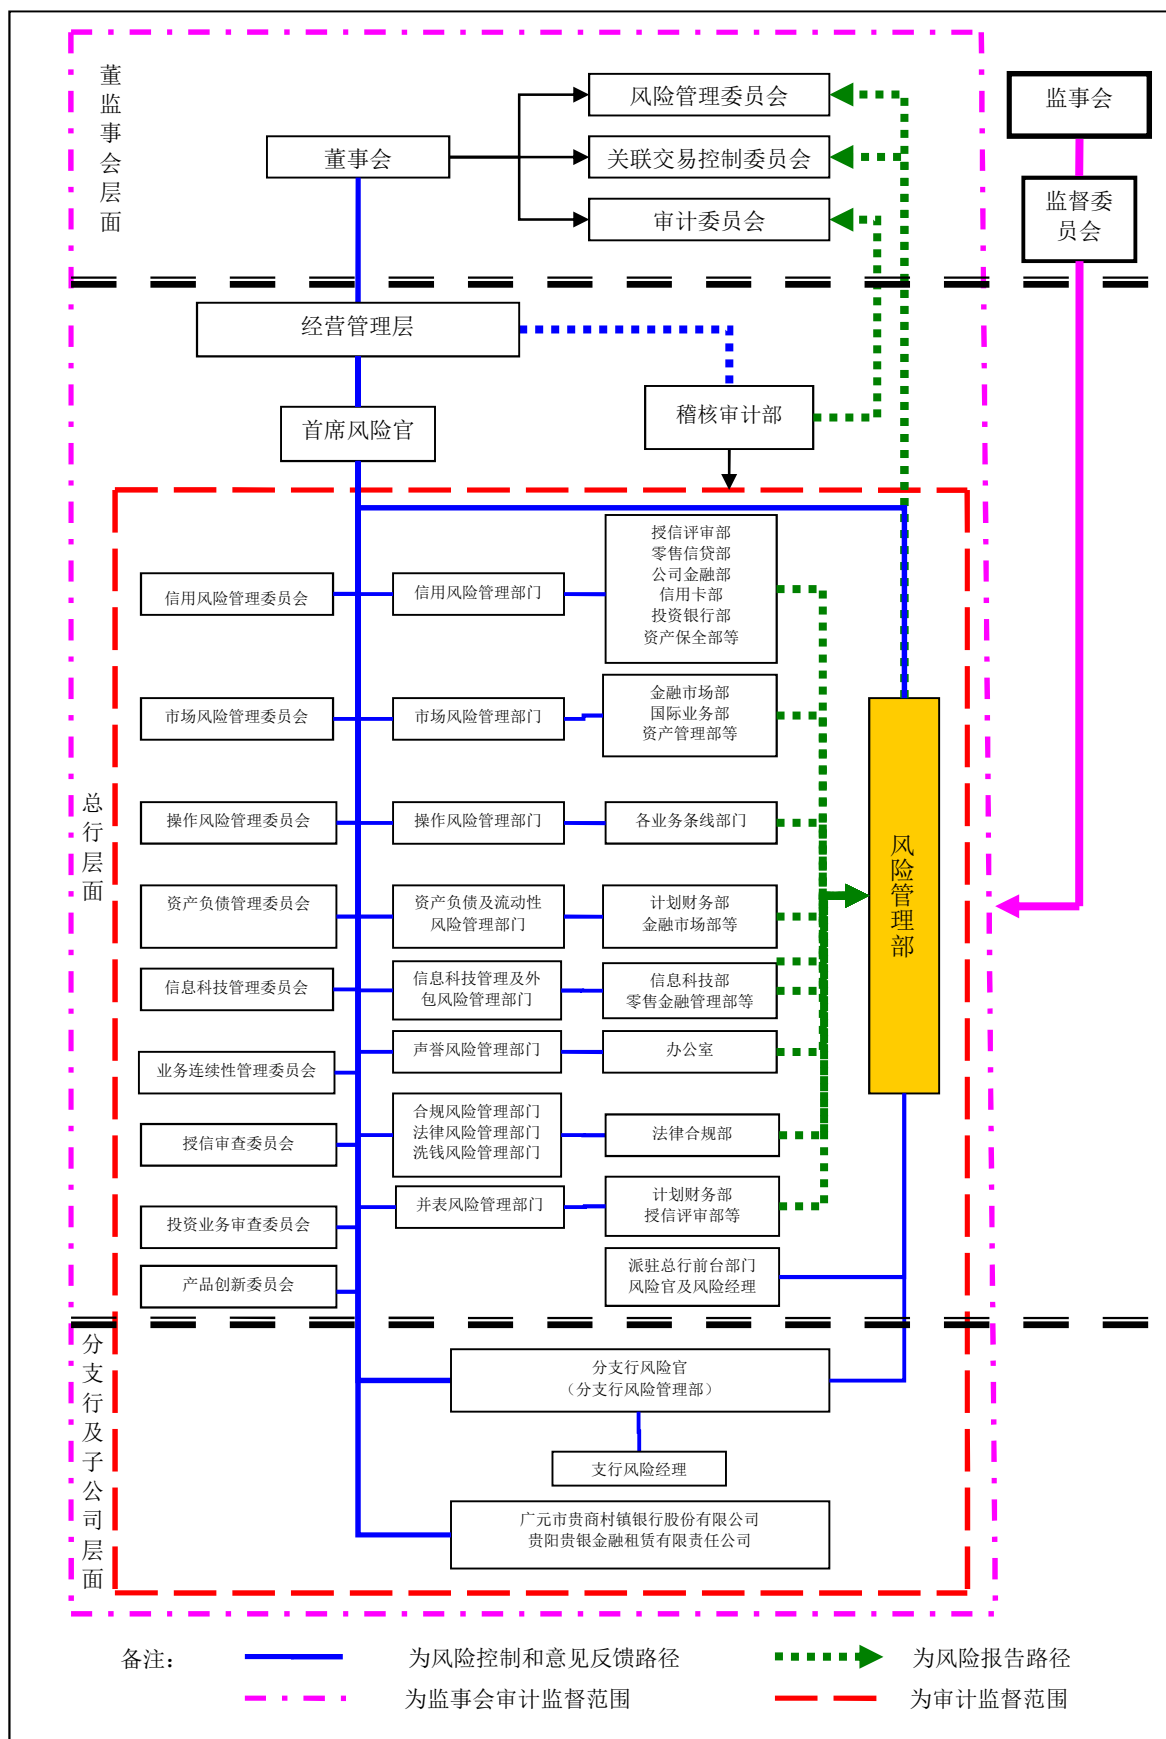 董监事会层面
风险管理委员会
监事会
董事会
关联交易控制委员会
审计委员会
监督委
员会
经营管理层
首席风险官
稽核审计部
总行层面
信用风险管理委员会
信用风险管理部门
授信评审部
零售信贷部
公司金融部
信用卡部
投资银行部
资产保全部等
市场风险管理委员会
市场风险管理部门
金融市场部
国际业务部
资产管理部等
操作风险管理委员会
操作风险管理部门
各业务条线部门
风险管理部
资产负债管理委员会
资产负债及流动性
风险管理部门
计划财务部
金融市场部等
信息科技管理委员会
信息科技管理及外
包风险管理部门
信息科技部
零售金融管理部等
声誉风险管理部门
办公室
业务连续性管理委员会
合规风险管理部门
法律风险管理部门
洗钱风险管理部门
法律合规部
授信审查委员会
并表风险管理部门
计划财务部
授信评审部等
投资业务审查委员会
派驻总行前台部门
风险官及风险经理
产品创新委员会
分支行及子公司层面
分支行风险官
（分支行风险管理部）
支行风险经理
广元市贵商村镇银行股份有限公司
贵阳贵银金融租赁有限责任公司
备注：
为风险控制和意见反馈路径
为风险报告路径
为监事会审计监督范围
为审计监督范围